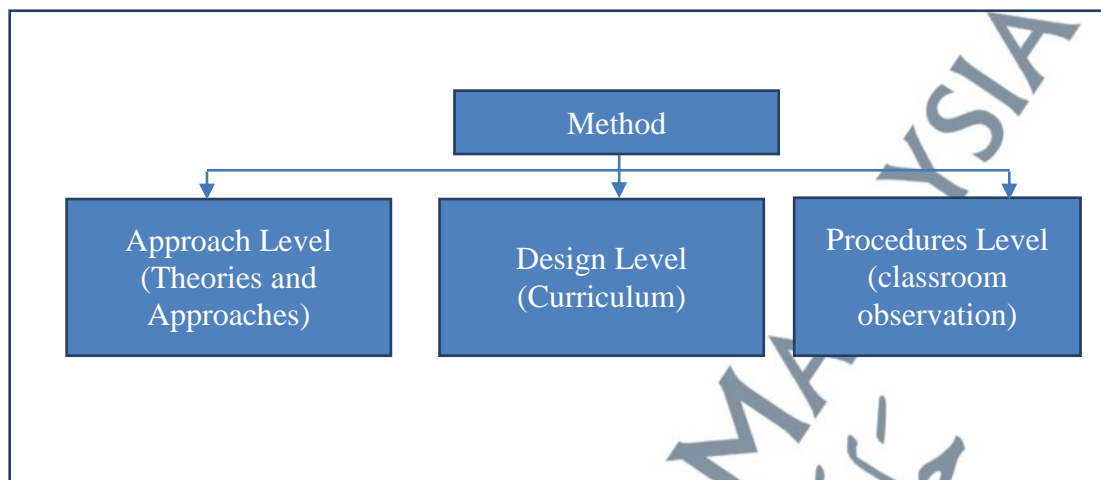 Method
Approach Level
(Theories and
Approaches)
Design Level
(Curriculum)
Procedures Level
(classroom
observation)